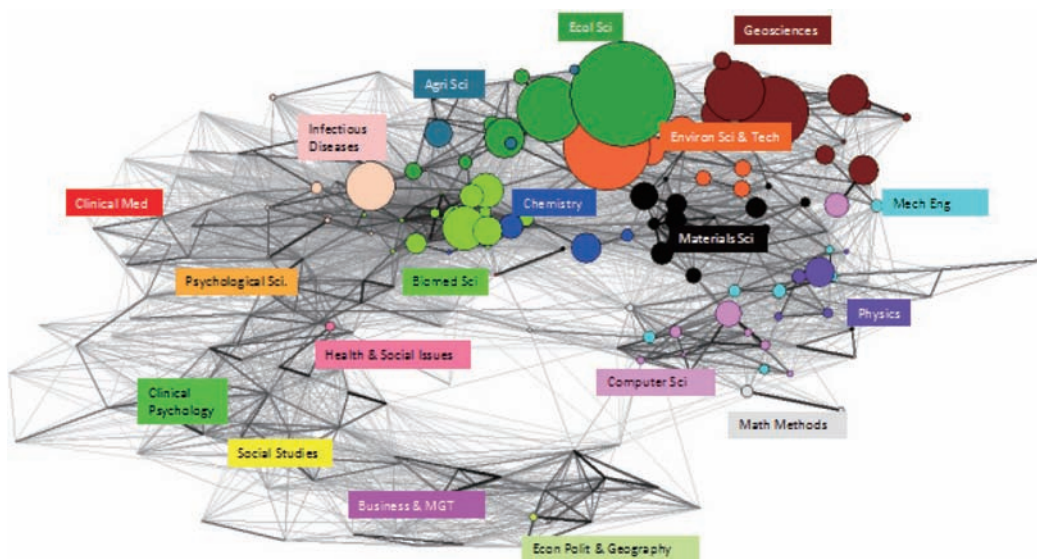 Ecol Sci
Geosciences
Agri Sci
Infectious
Diseases
Environ Sci & Tech
Clinical Med
Chemistry
Mech Eng
Materials Sci
Psychological Sci.
Biomed Sci
Physics
Health & Social Issues
Computer Sci
Clinical
Psychology
Math Methods
Social Studies
Business & MGT
Econ Polit & Geography